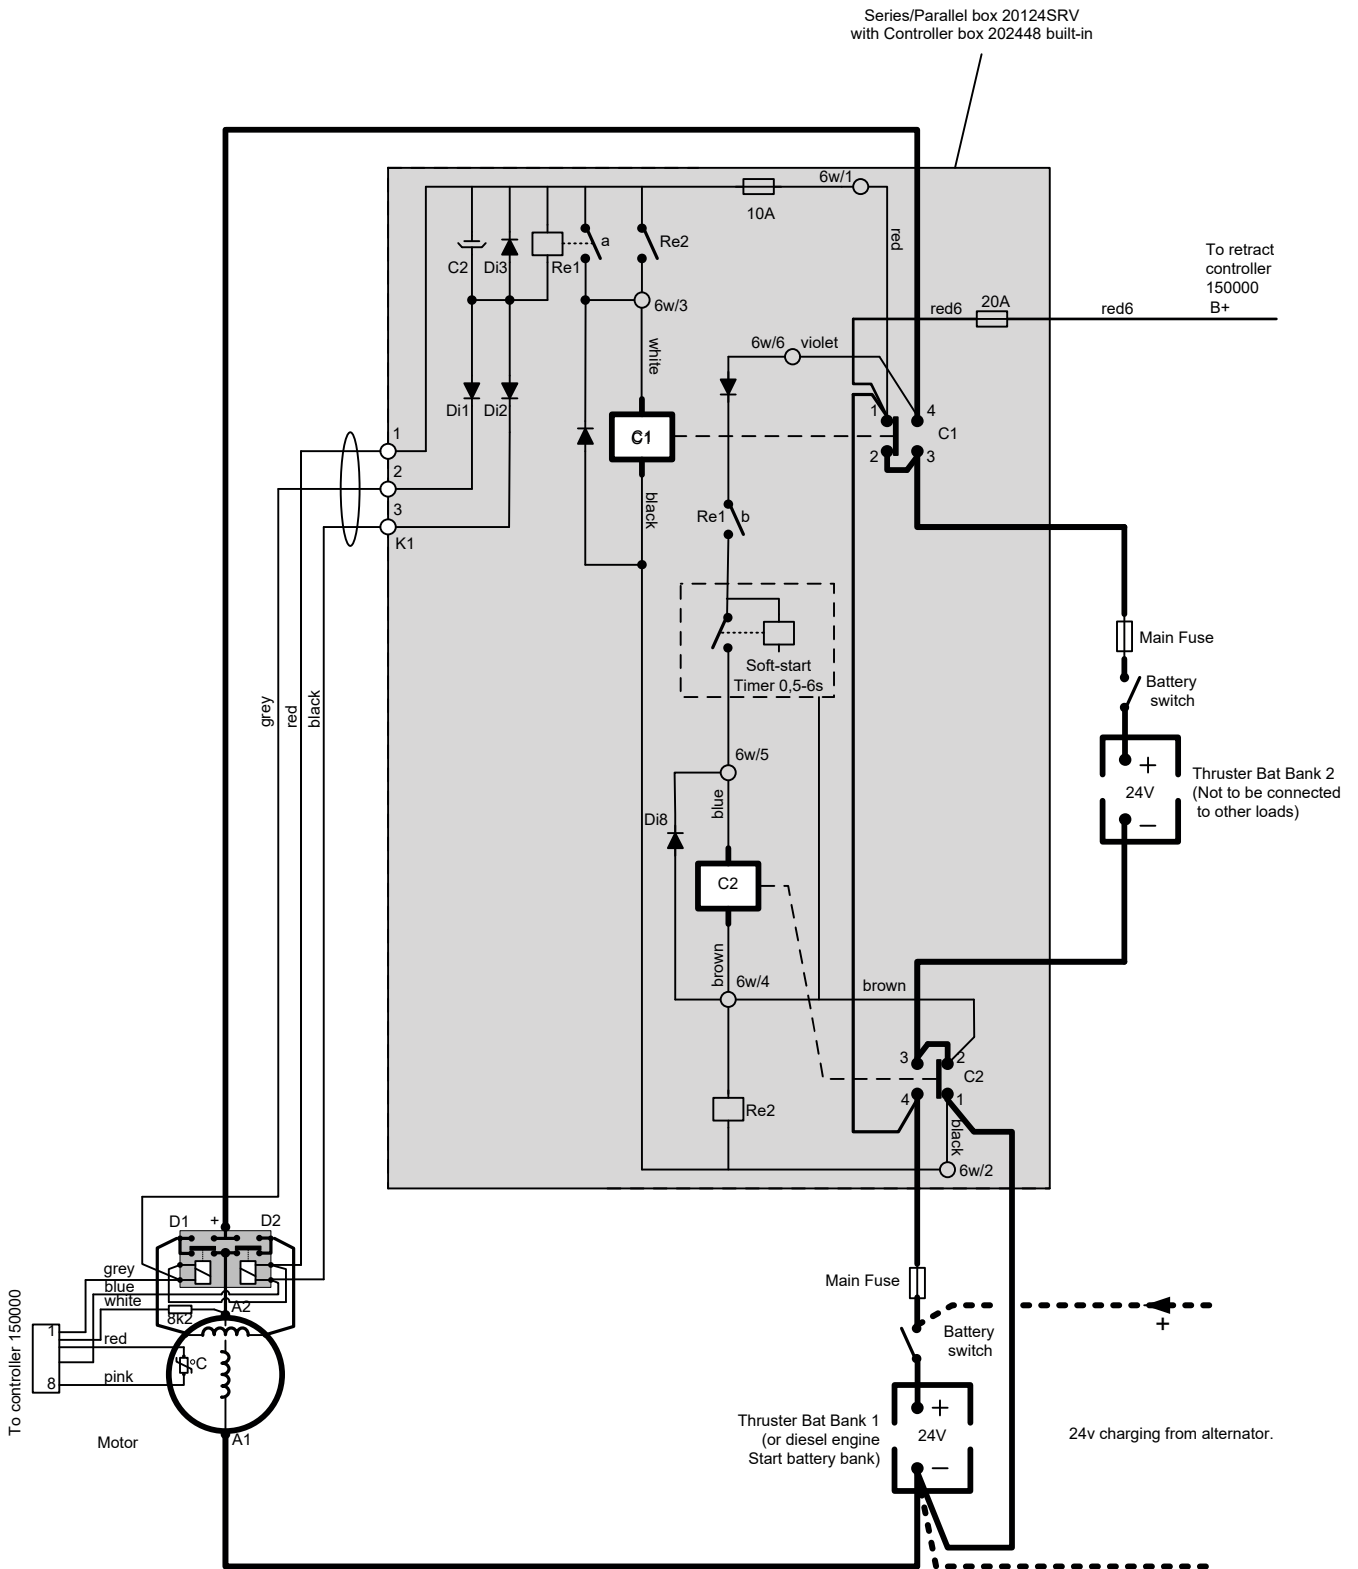 Series/Parallel box 20124SRV
with Controller box 202448 built-in
6w/1
10A
red
C2
Di3
Re1
a
Re2
6w/3
To retract
controller
150000
B+
red6
20A
red6
white
6w/6
violet
Di1
Di2
C1
1
4
C1
2
3
1
2
3
K1
black
Re1
b
Main Fuse
Soft-start
Timer 0,5-6s
Battery
switch
grey
red
black
6w/5
blue
Di8
+
24V
−
Thruster Bat Bank 2
(Not to be connected
to other loads)
C2
brown
6w/4
brown
3
2
C2
4
1
Re2
black
6w/2
D1
+
D2
grey
blue
white
8k2
A2
To controller 150000
1
8
red
pink
°C
Motor
A1
Main Fuse
Battery
switch
+
Thruster Bat Bank 1
(or diesel engine
Start battery bank)
+
24V
−
24v charging from alternator.